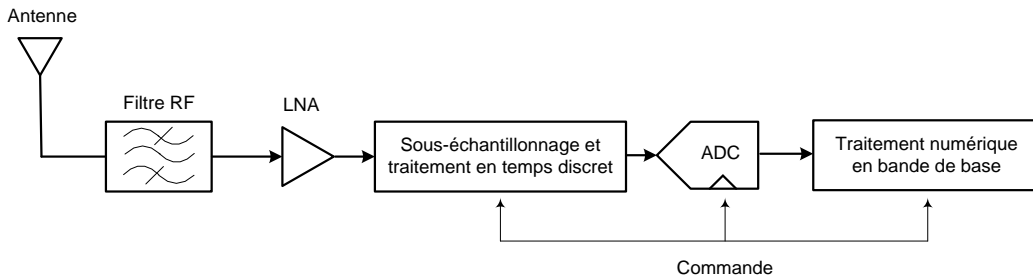 Antenne
Filtre RF
LNA
Sous-échantillonnage et
traitement en temps discret
ADC
Traitement numérique
en bande de base
Commande